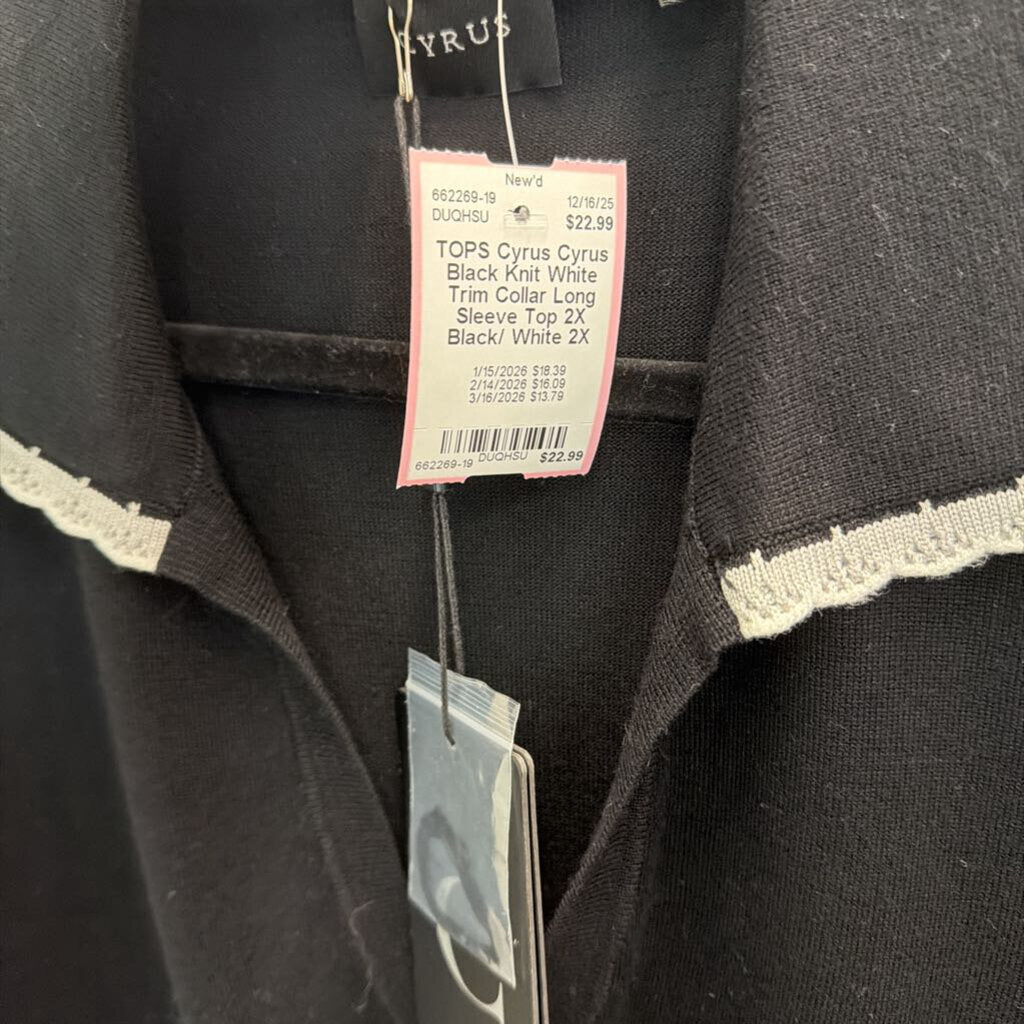 CYRUS
New'd
662269-19 12/16/25
DUQHSU $22.99
TOPS Cyrus Cyrus
Black Knit White
Trim Collar Long
Sleeve Top 2X
Black/ White 2X
1/15/2026 $18.39
2/14/2026 $16.09
3/16/2026 $13.79
662269-19 DUQHSU $22.99